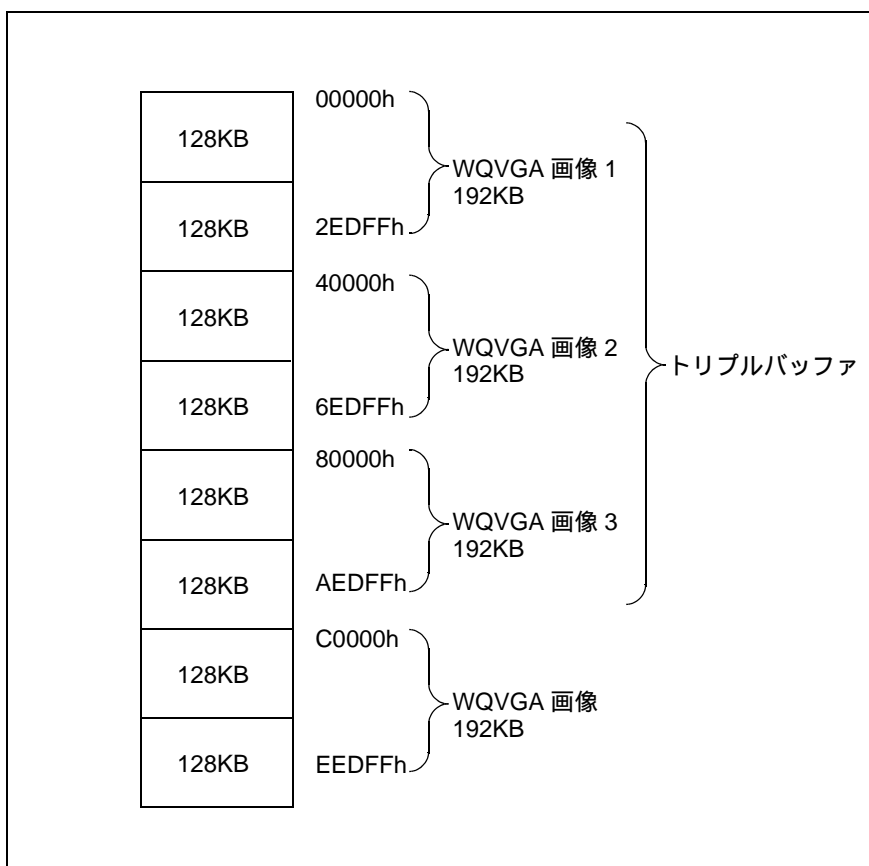 00000h
128KB
WQVGA 画像 1
192KB
128KB
2EDFFh
40000h
128KB
WQVGA 画像 2
192KB
トリプルバッファ
128KB
6EDFFh
80000h
128KB
WQVGA 画像 3
192KB
128KB
AEDFFh
C0000h
128KB
WQVGA 画像
192KB
128KB
EEDFFh